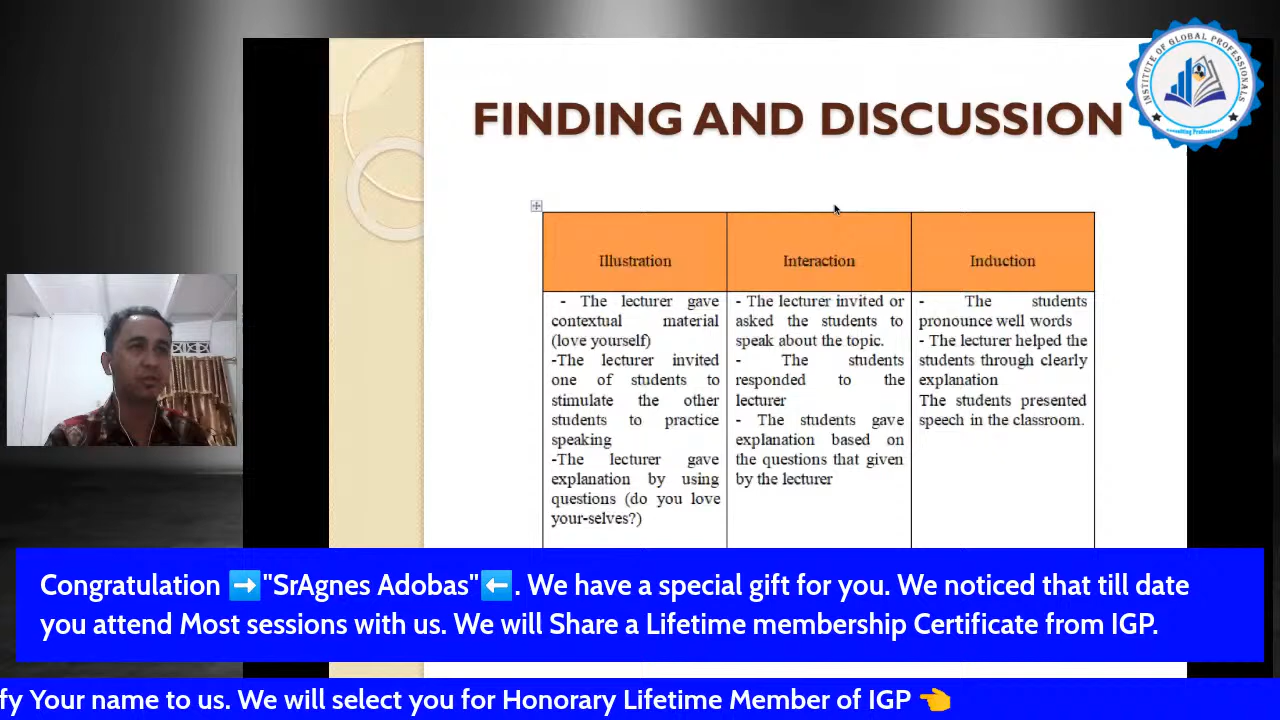 INSTITUTE OF GLOBAL PROFESSIONALS
Consulting Professionals
FINDING AND DISCUSSION
Illustration
- The lecturer gave
contextual material
(love yourself)
-The lecturer invited
one of students to
stimulate the other
students to practice
speaking
-The lecturer gave
explanation by using
questions (do you love
your-selves?)
Interaction
- The lecturer invited or
asked the students to
speak about the topic.
- The students
responded to the
lecturer
- The students gave
explanation based on
the questions that given
by the lecturer
Induction
- The students
pronounce well words
- The lecturer helped the
students through clearly
explanation
The students presented
speech in the classroom.
Congratulation ➡️"SrAgnes Adobas"⬅️. We have a special gift for you. We noticed that till date
you attend Most sessions with us. We will Share a Lifetime membership Certificate from IGP.
fy Your name to us. We will select you for Honorary Lifetime Member of IGP 👈